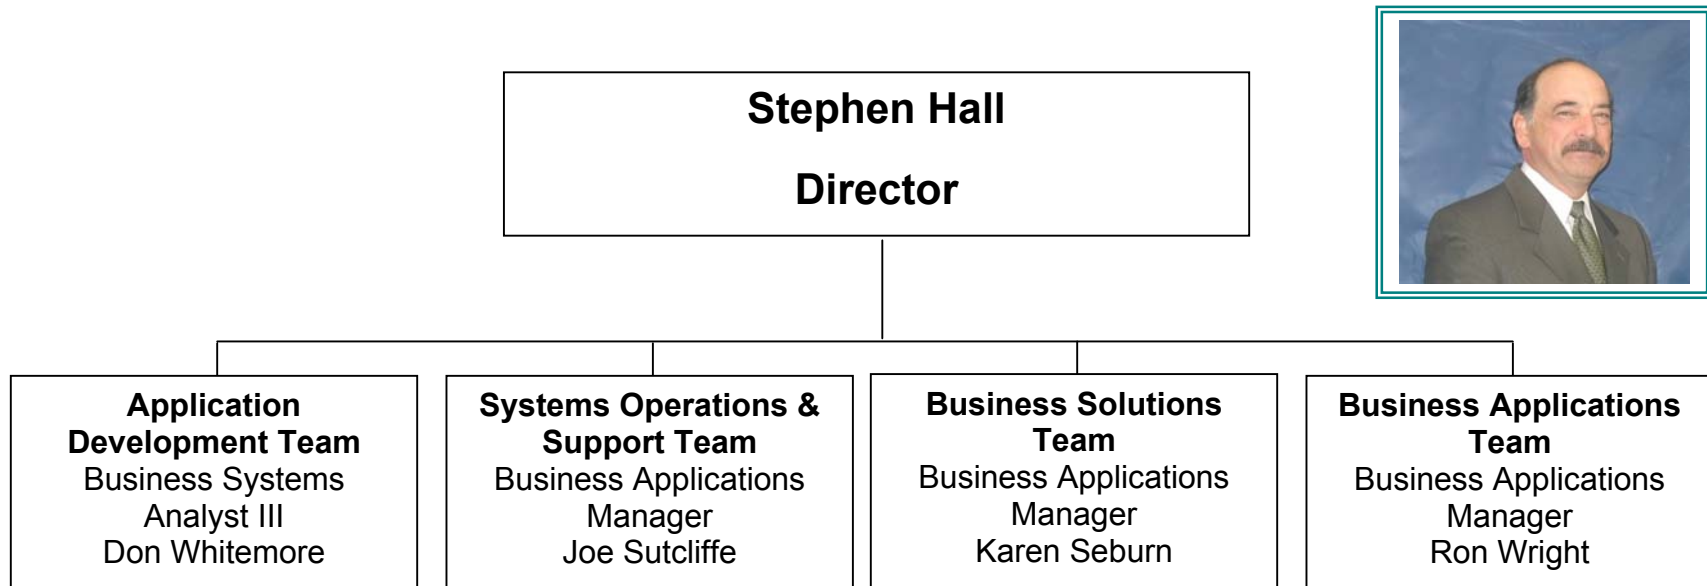 Stephen Hall
Director
Application
Development Team
Business Systems
Analyst III
Don Whitemore
Systems Operations &
Support Team
Business Applications
Manager
Joe Sutcliffe
Business Solutions
Team
Business Applications
Manager
Karen Seburn
Business Applications
Team
Business Applications
Manager
Ron Wright